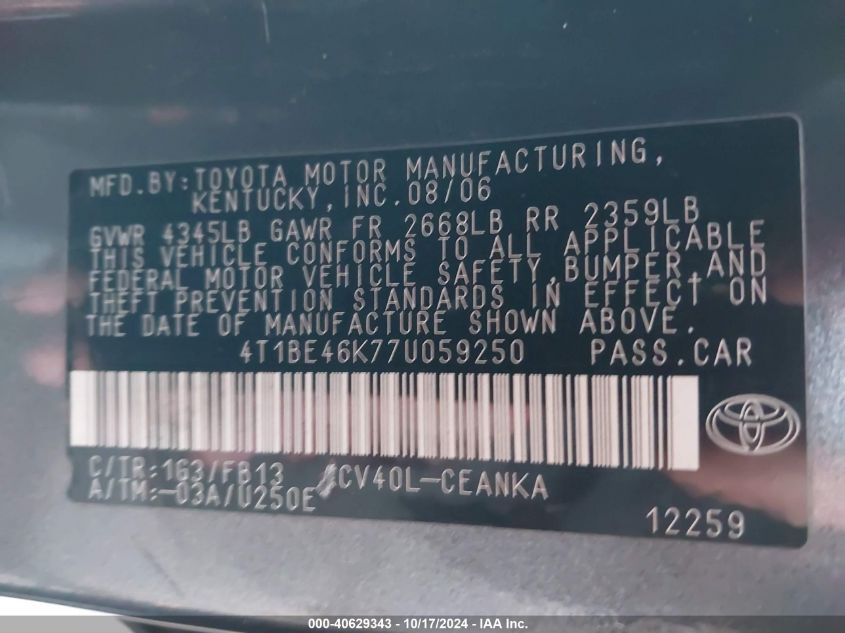 MFD.BY:TOYOTA MOTOR MANUFACTURING,
KENTUCKY,INC.08/06
GVWR 4345LB GAWR FR 2668LB RR 2359LB
THIS VEHICLE CONFORMS TO ALL APPLICABLE
FEDERAL MOTOR VEHICLE SAFETY,BUMPER,AND
THEFT PREVENTION STANDARDS IN EFFECT ON
THE DATE OF MANUFACTURE SHOWN ABOVE.
4T1BE46K77U059250 PASS.CAR
C/TR:1G3/FB13 CV40L-CEANKA
A/TM:-03A/U250E
12259
000-40629343 - 10/17/2024 - IAA Inc.